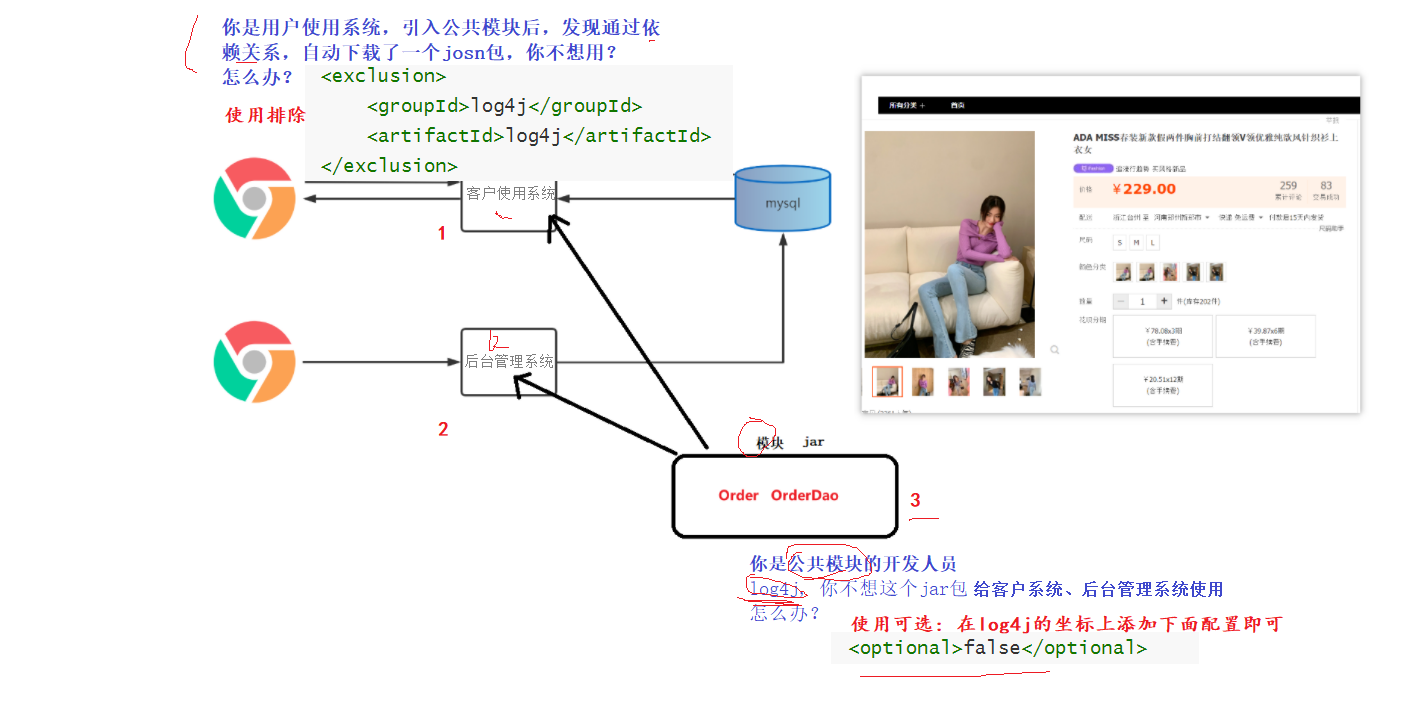 你是用户使用系统，引入公共模块后，发现通过依
赖关系，自动下载了一个josn包，你不想用？
怎么办？
<exclusion>
<groupId>log4j</groupId>
使用排除
<artifactId>log4j</artifactId>
</exclusion>
客户使用系统
mysql
1
后台管理系统
2
模块 jar
Order OrderDao
3
你是公共模块的开发人员
log4j，你不想这个jar包 给客户系统、后台管理系统使用
怎么办？
使用可选：在log4j的坐标上添加下面配置即可
<optional>false</optional>
所有分类
首页
ADA MISS春装新款假两件胸前打结翻领V领优雅纯欲风针织衫上
衣女
价格
¥229.00
259
累计评论
83
交易成功
配送
尺码
S M L
颜色分类
数量
1
件(库存202件)
花呗分期
¥78.08x3期
(含手续费)
¥39.87x6期
(含手续费)
¥20.51x12期
(含手续费)